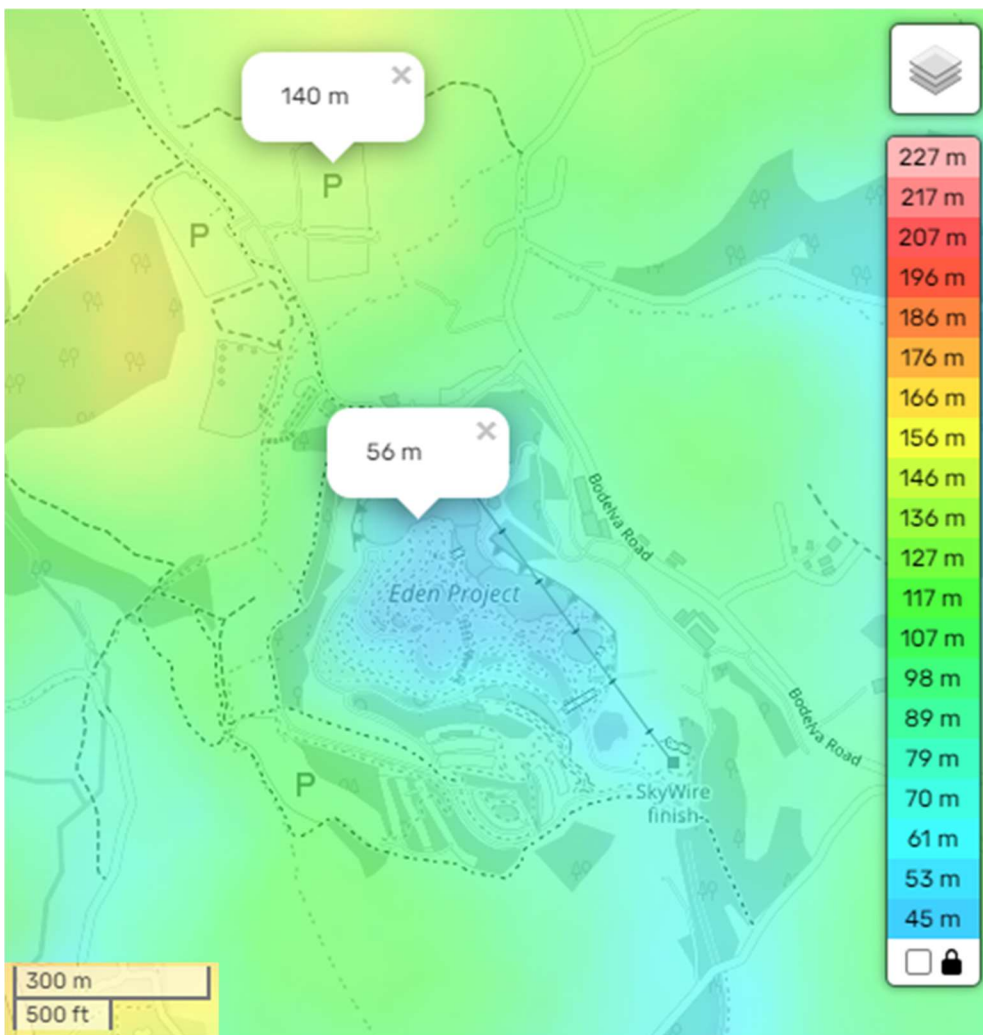 140 m
P
P
56 m
Bodelva Road
Eden Project
Bodelva Road
P
SkyWire
finish
227 m
217 m
207 m
196 m
186 m
176 m
166 m
156 m
146 m
136 m
127 m
117 m
107 m
98 m
89 m
79 m
70 m
61 m
53 m
45 m
300 m
500 ft